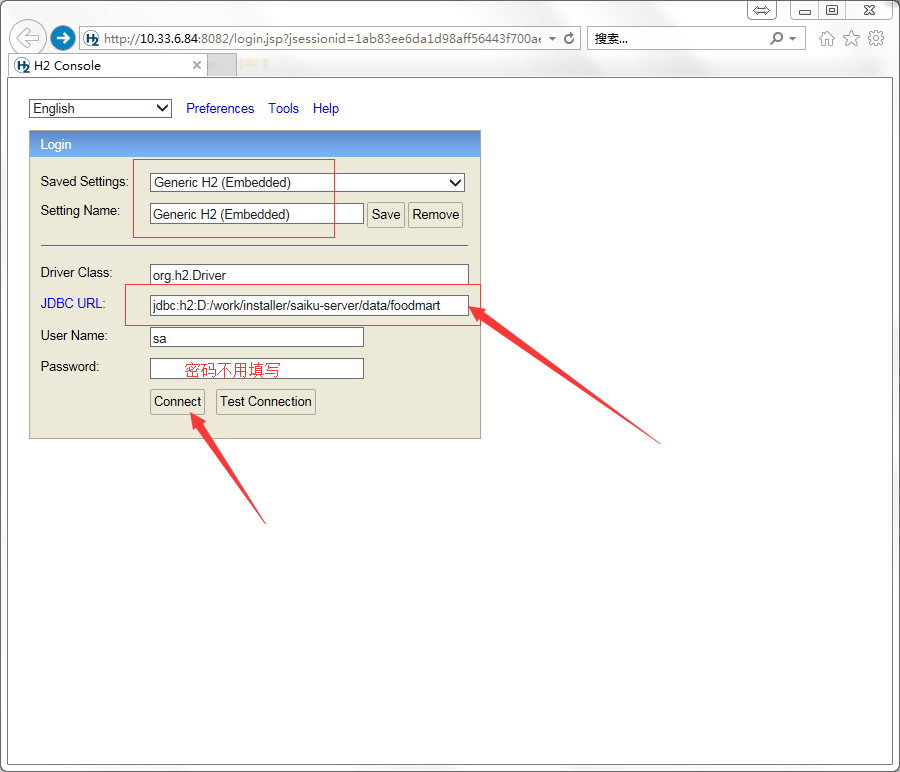 http://10.33.6.84:8082/login.jsp?jsessionid=1ab83ee6da1d98aff56443f700ae
搜索...
H2 H2 Console
English Preferences Tools Help
Login
Saved Settings: Generic H2 (Embedded)
Setting Name: Generic H2 (Embedded) Save Remove
Driver Class: org.h2.Driver
JDBC URL: jdbc:h2:D:/work/installer/saiku-server/data/foodmart
User Name: sa
Password: 密码不用填写
Connect Test Connection